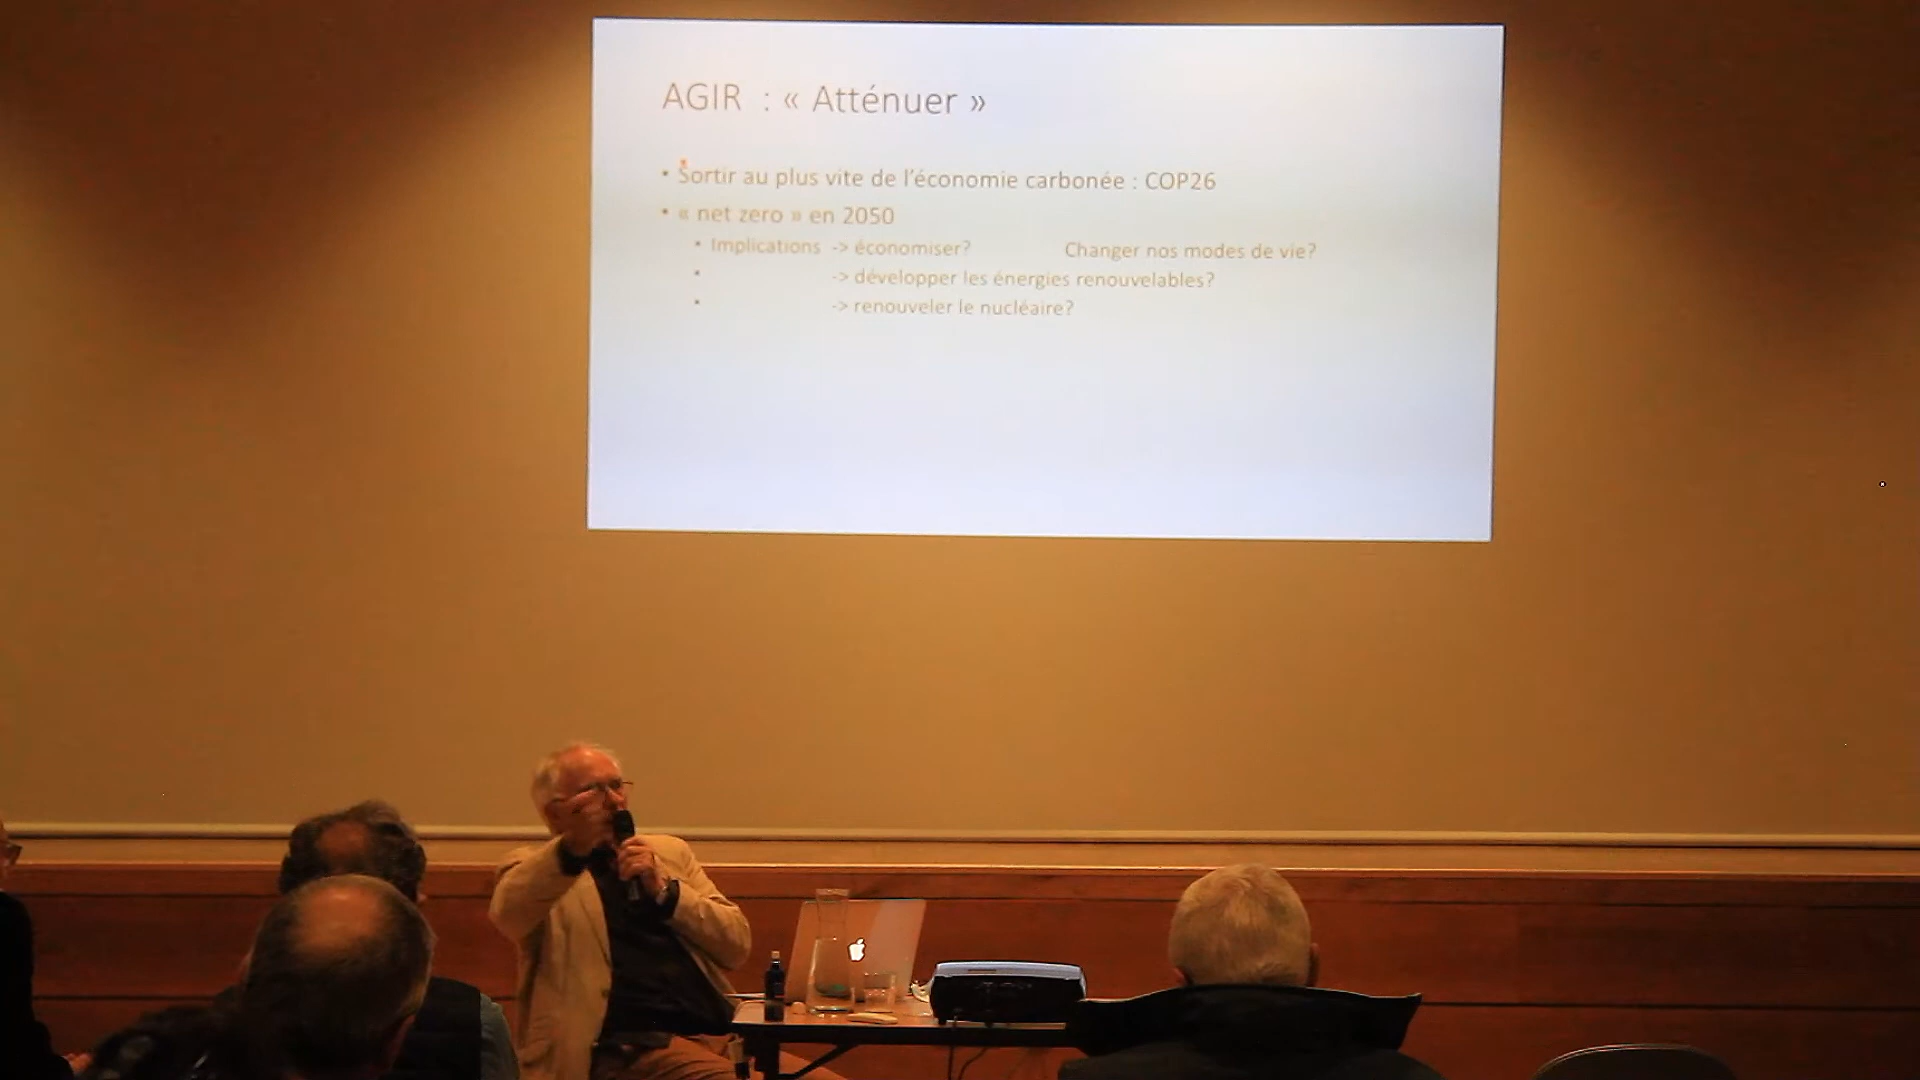 AGIR : « Atténuer »
• Sortir au plus vite de l'économie carbonée : COP26
• « net zero » en 2050
• Implications -> économiser? Changer nos modes de vie?
• -> développer les énergies renouvelables?
• -> renouveler le nucléaire?